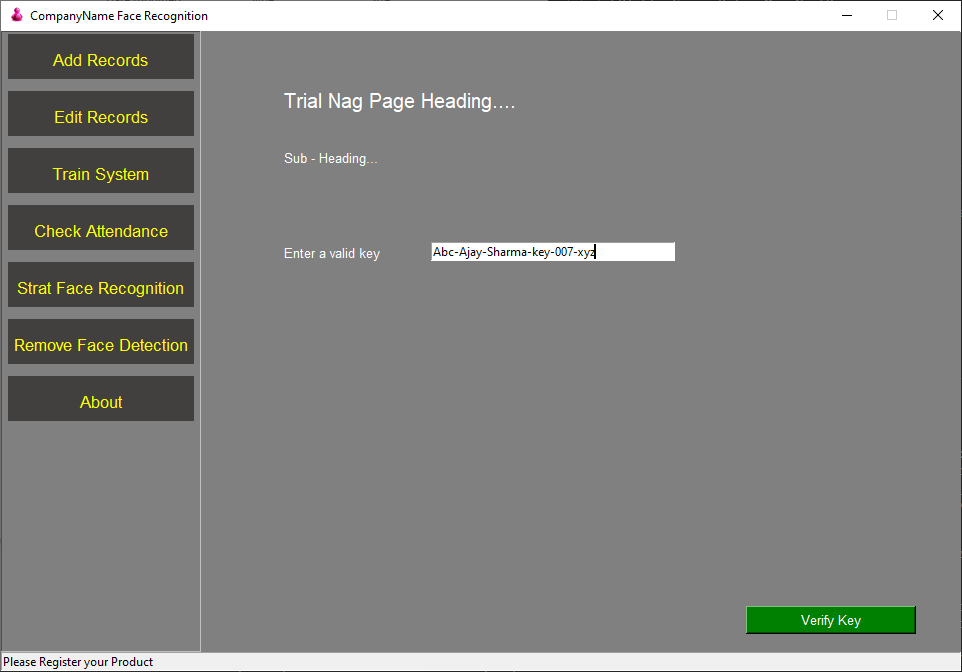 CompanyName Face Recognition
Add Records
Edit Records
Train System
Check Attendance
Strat Face Recognition
Remove Face Detection
About
Trial Nag Page Heading....
Sub - Heading...
Enter a valid key
Abc-Ajay-Sharma-key-007-xyz
Verify Key
Please Register your Product